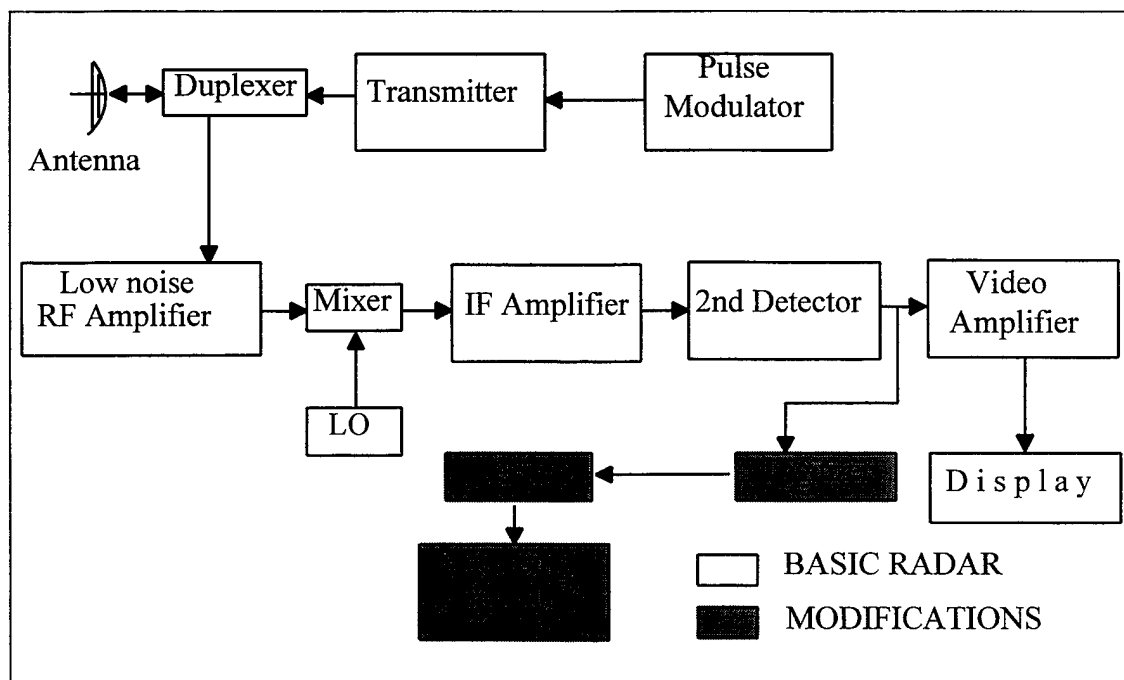 Duplexer
Transmitter
Pulse
Modulator
Antenna
Low noise
RF Amplifier
Mixer
IF Amplifier
2nd Detector
Video
Amplifier
LO
Display
BASIC RADAR
MODIFICATIONS